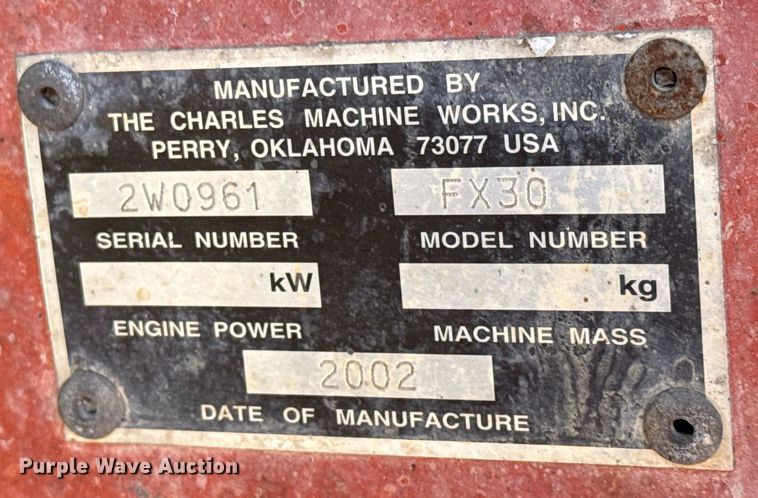 MANUFACTURED BY
THE CHARLES MACHINE WORKS, INC.
PERRY, OKLAHOMA 73077 USA
2W0961 FX30
SERIAL NUMBER MODEL NUMBER
kW kg
ENGINE POWER MACHINE MASS
2002
DATE OF MANUFACTURE
Purple Wave Auction